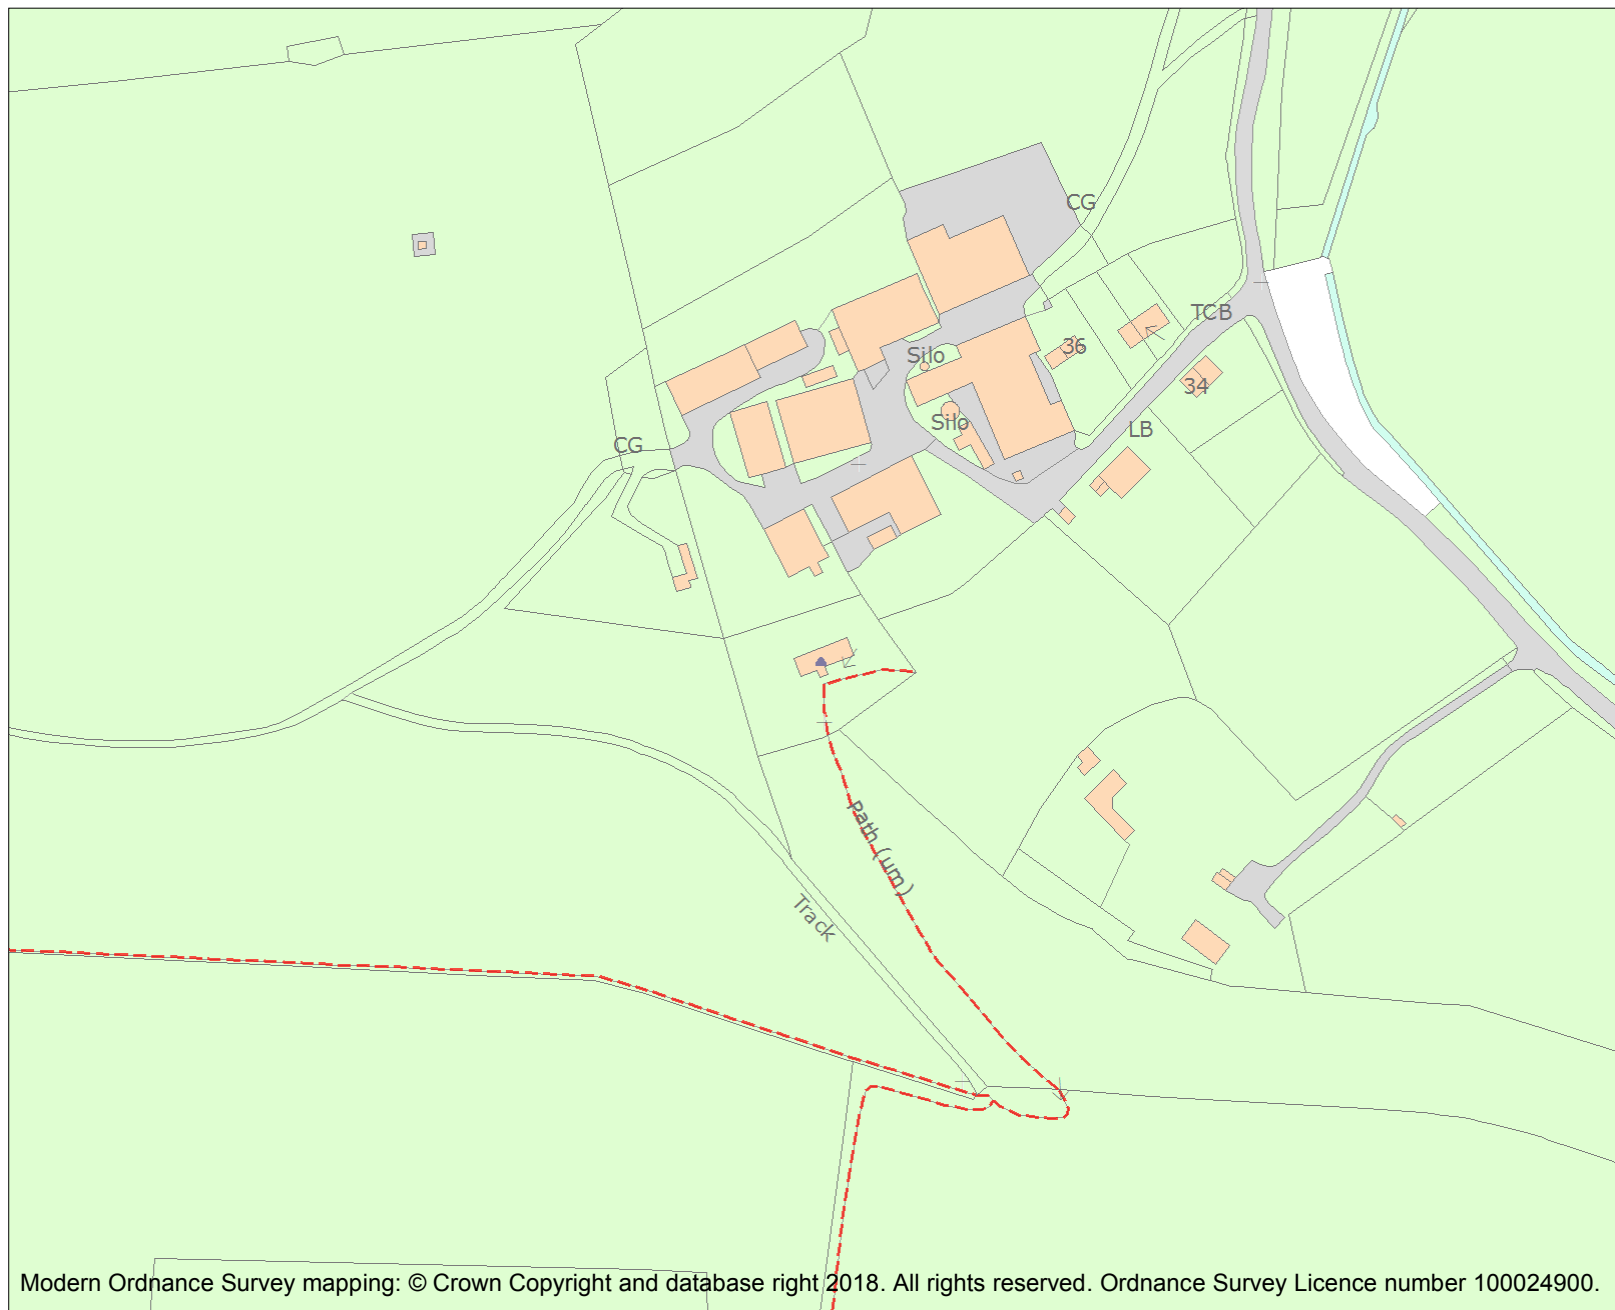 CG
TCB
36
Silo
34
Silo
LB
CG
Path (um)
Track
Modern Ordnance Survey mapping: © Crown Copyright and database right 2018. All rights reserved. Ordnance Survey Licence number 100024900.